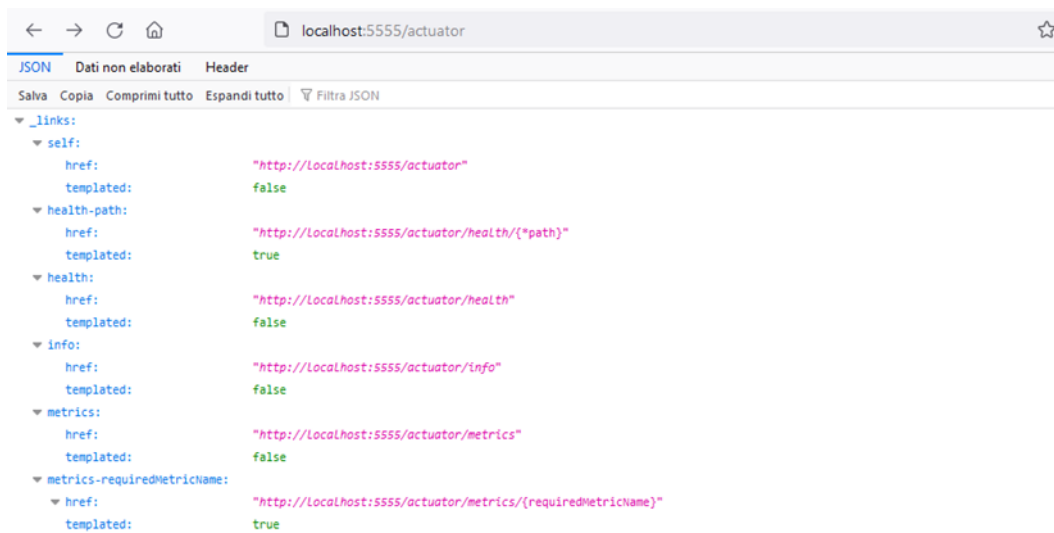 localhost:5555/actuator
JSON Dati non elaborati Header
Salva Copia Comprimi tutto Espandi tutto Filtra JSON
_links:
self:
href: "http://localhost:5555/actuator"
templated: false
health-path:
href: "http://localhost:5555/actuator/health/{*path}"
templated: true
health:
href: "http://localhost:5555/actuator/health"
templated: false
info:
href: "http://localhost:5555/actuator/info"
templated: false
metrics:
href: "http://localhost:5555/actuator/metrics"
templated: false
metrics-requiredMetricName:
href: "http://localhost:5555/actuator/metrics/{requiredMetricName}"
templated: true